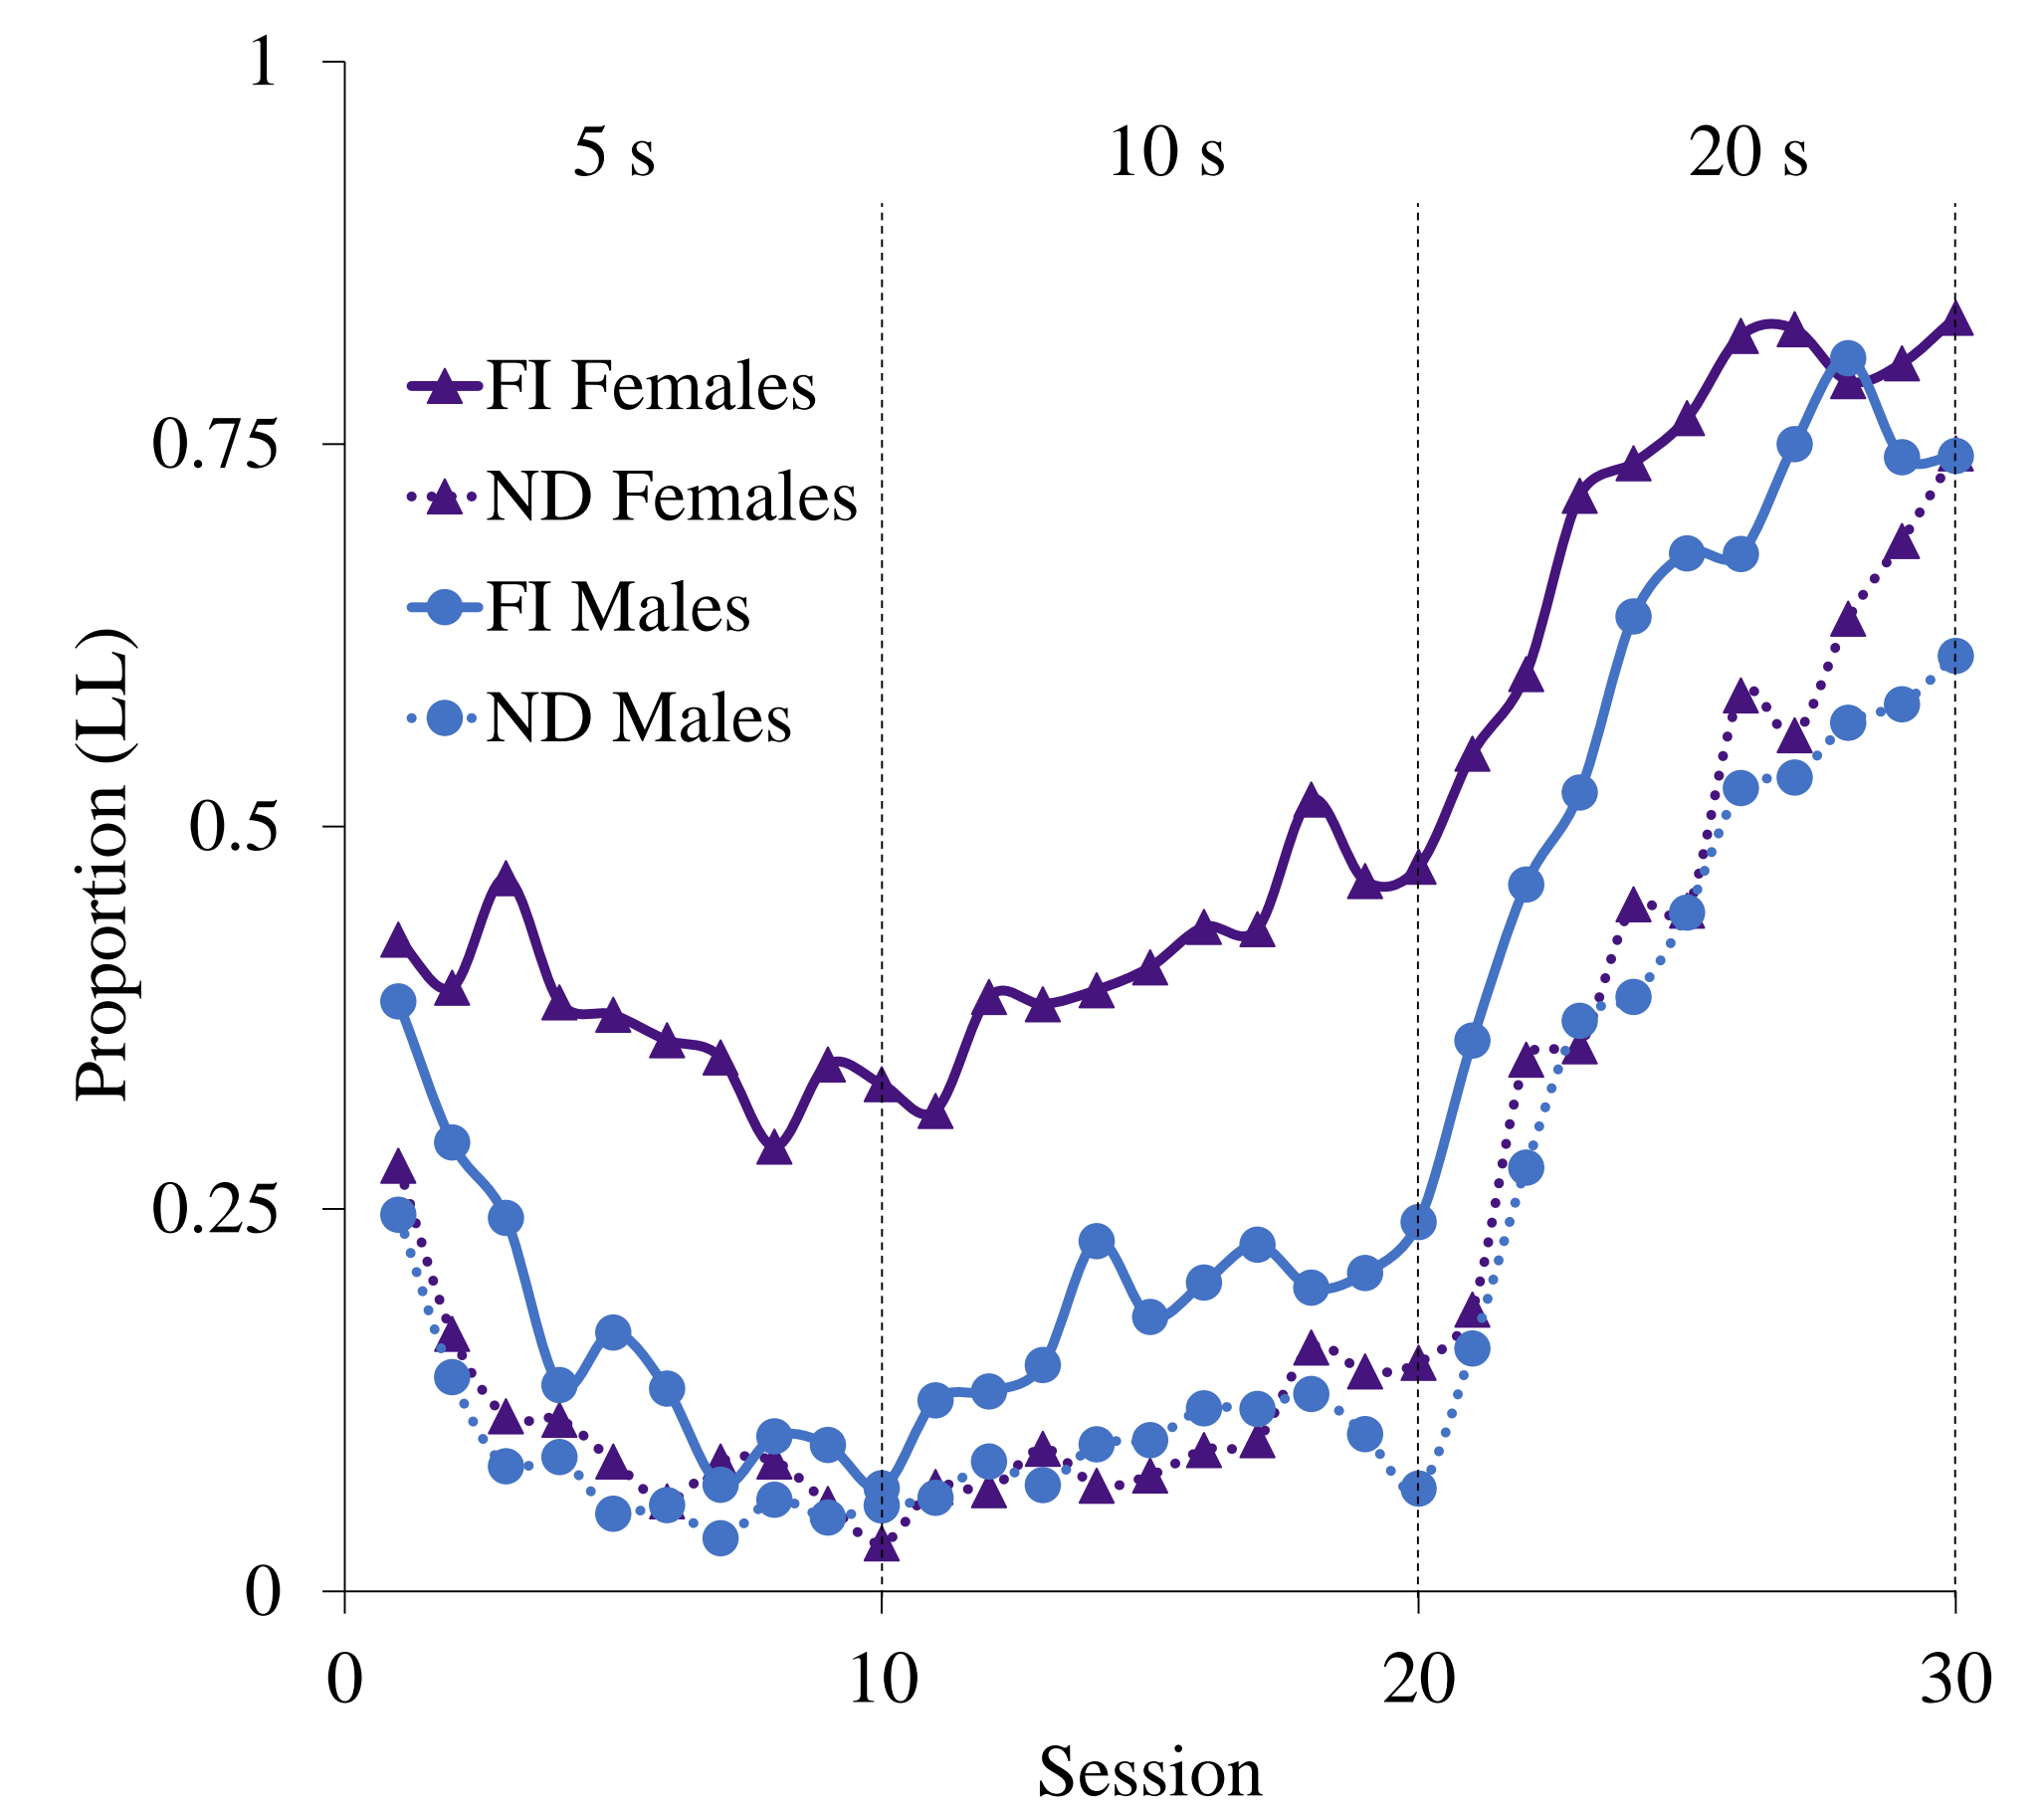 1
5 s 10 s 20 s
FI Females
0.75
ND Females
FI Males
ND Males
Proportion (LL)
0.5
0.25
0
0 10 20 30
Session